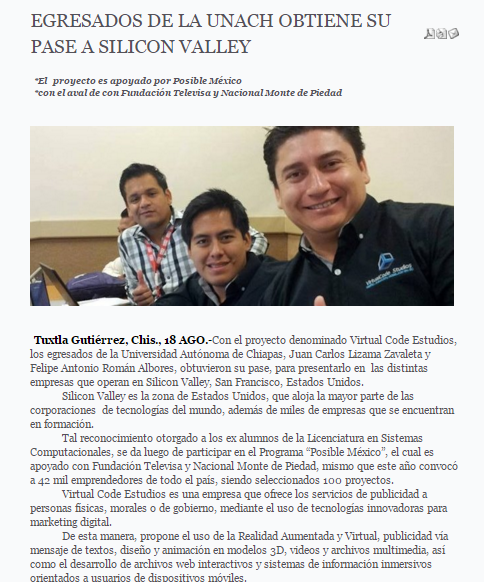 EGRESADOS DE LA UNACH OBTIENE SU
PASE A SILICON VALLEY
*El proyecto es apoyado por Posible México
*con el aval de con Fundación Televisa y Nacional Monte de Piedad
VirtualCode Estudios
Tuxtla Gutiérrez, Chis., 18 AGO.-Con el proyecto denominado Virtual Code Estudios,
los egresados de la Universidad Autónoma de Chiapas, Juan Carlos Lizama Zavaleta y
Felipe Antonio Román Albores, obtuvieron su pase, para presentarlo en las distintas
empresas que operan en Silicon Valley, San Francisco, Estados Unidos.
Silicon Valley es la zona de Estados Unidos, que aloja la mayor parte de las
corporaciones de tecnologías del mundo, además de miles de empresas que se encuentran
en formación.
Tal reconocimiento otorgado a los ex alumnos de la Licenciatura en Sistemas
Computacionales, se da luego de participar en el Programa “Posible México”, el cual es
apoyado con Fundación Televisa y Nacional Monte de Piedad, mismo que este año convocó
a 42 mil emprendedores de todo el país, siendo seleccionados 100 proyectos.
Virtual Code Estudios es una empresa que ofrece los servicios de publicidad a
personas físicas, morales o de gobierno, mediante el uso de tecnologías innovadoras para
marketing digital.
De esta manera, propone el uso de la Realidad Aumentada y Virtual, publicidad vía
mensaje de textos, diseño y animación en modelos 3D, videos y archivos multimedia, así
como el desarrollo de archivos web interactivos y sistemas de información inmersivos
orientados a usuarios de dispositivos móviles.